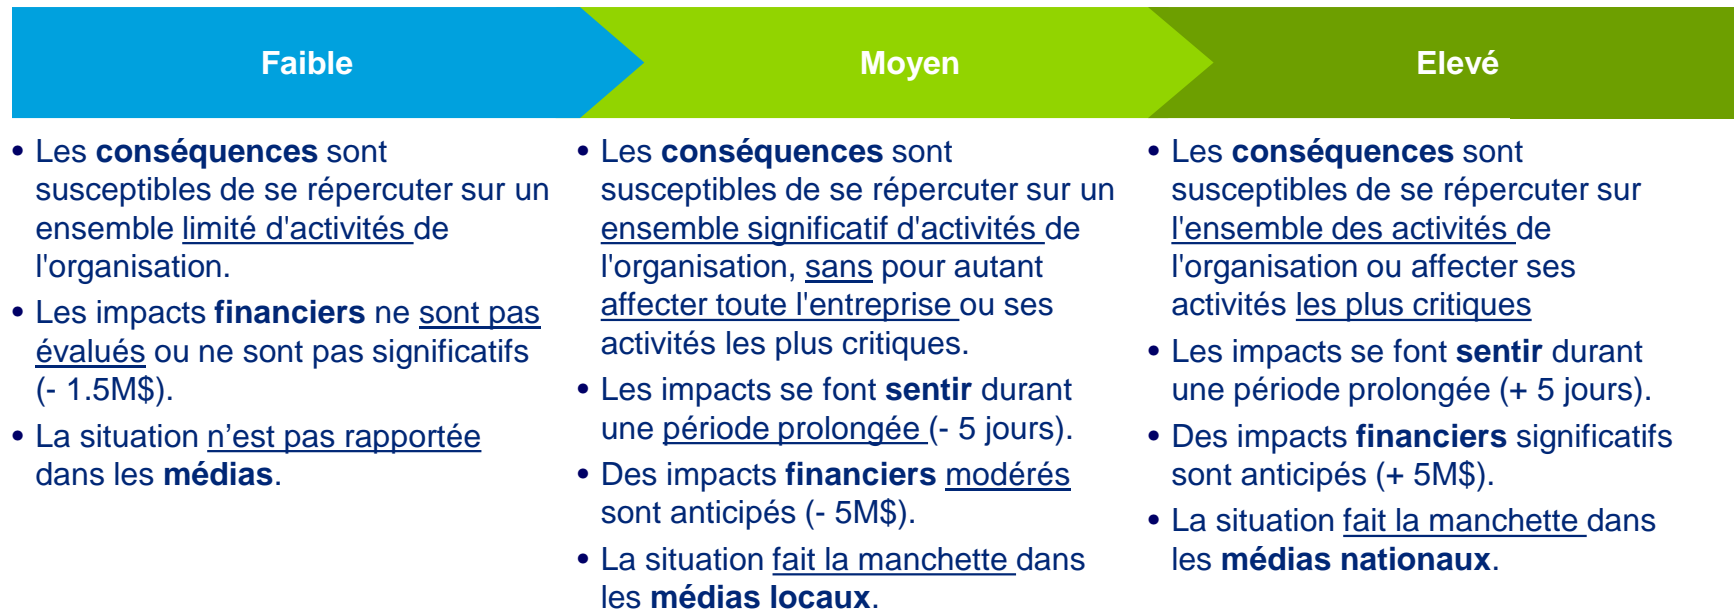 Faible
• Les conséquences sont
susceptibles de se répercuter sur un
ensemble limité d'activités de
l'organisation.
• Les impacts financiers ne sont pas
évalués ou ne sont pas significatifs
(- 1.5M$).
• La situation n’est pas rapportée
dans les médias.
Moyen
• Les conséquences sont
susceptibles de se répercuter sur un
ensemble significatif d'activités de
l'organisation, sans pour autant
affecter toute l'entreprise ou ses
activités les plus critiques.
• Les impacts se font sentir durant
une période prolongée (- 5 jours).
• Des impacts financiers modérés
sont anticipés (- 5M$).
• La situation fait la manchette dans
les médias locaux.
Elevé
• Les conséquences sont
susceptibles de se répercuter sur
l'ensemble des activités de
l'organisation ou affecter ses
activités les plus critiques
• Les impacts se font sentir durant
une période prolongée (+ 5 jours).
• Des impacts financiers significatifs
sont anticipés (+ 5M$).
• La situation fait la manchette dans
les médias nationaux.